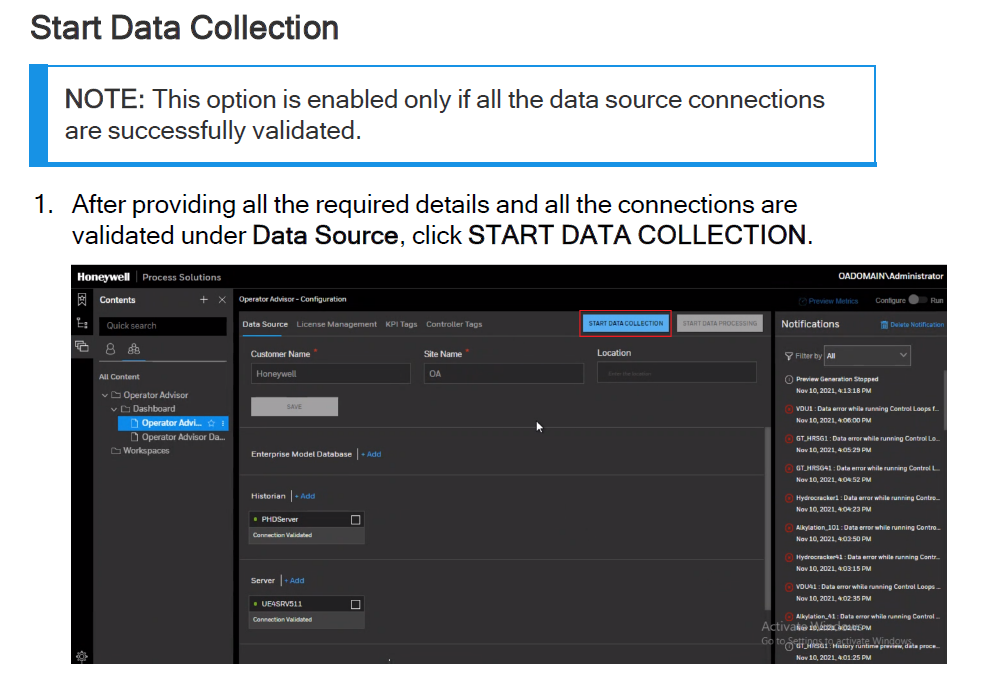 Start Data Collection
NOTE: This option is enabled only if all the data source connections
are successfully validated.
1. After providing all the required details and all the connections are
validated under Data Source, click START DATA COLLECTION.
Honeywell | Process Solutions
OADOMAIN\Administrator
Contents
Operator Advisor - Configuration
Preview Metrics
Configure
Run
Quick search
Data Source
License Management
KPI Tags
Controller Tags
START DATA COLLECTION
START DATA PROCESSING
Notifications
Delete Notification
Customer Name *
Site Name *
Location
Filter by
All
Honeywell
OA
Enter the location
SAVE
All Content
Operator Advisor
Dashboard
Operator Advi...
Operator Advisor Da...
Workspaces
Enterprise Model Database | + Add
Historian | + Add
PHDServer
Connection Validated
Server | + Add
UE4SRV511
Connection Validated
Preview Generation Stopped
Nov 10, 2021, 4:13:18 PM
VDU1 : Data error while running Control Loops f...
Nov 10, 2021, 4:06:00 PM
GT_HRSG1 : Data error while running Control Lo...
Nov 10, 2021, 4:05:29 PM
GT_HRSG41 : Data error while running Control L...
Nov 10, 2021, 4:04:52 PM
Hydrocracker1 : Data error while running Contro...
Nov 10, 2021, 4:04:23 PM
Alkylation_101 : Data error while running Contro...
Nov 10, 2021, 4:03:50 PM
Hydrocracker41 : Data error while running Contr...
Nov 10, 2021, 4:03:15 PM
VDU41 : Data error while running Control Loops ...
Nov 10, 2021, 4:02:35 PM
Alkylation_41 : Data error while running Control ...
Nov 10, 2021, 4:02:01 PM
GT_HRSG1 : History runtime preview, data proce...
Nov 10, 2021, 4:01:25 PM
Activate Windows
Go to Settings to activate Windows.